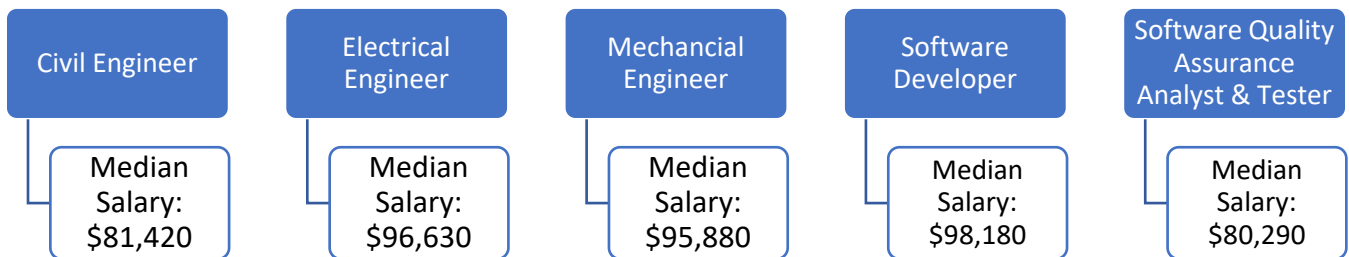 Civil Engineer
Median
Salary:
$81,420
Electrical
Engineer
Median
Salary:
$96,630
Mechancial
Engineer
Median
Salary:
$95,880
Software
Developer
Median
Salary:
$98,180
Software Quality
Assurance
Analyst & Tester
Median
Salary:
$80,290